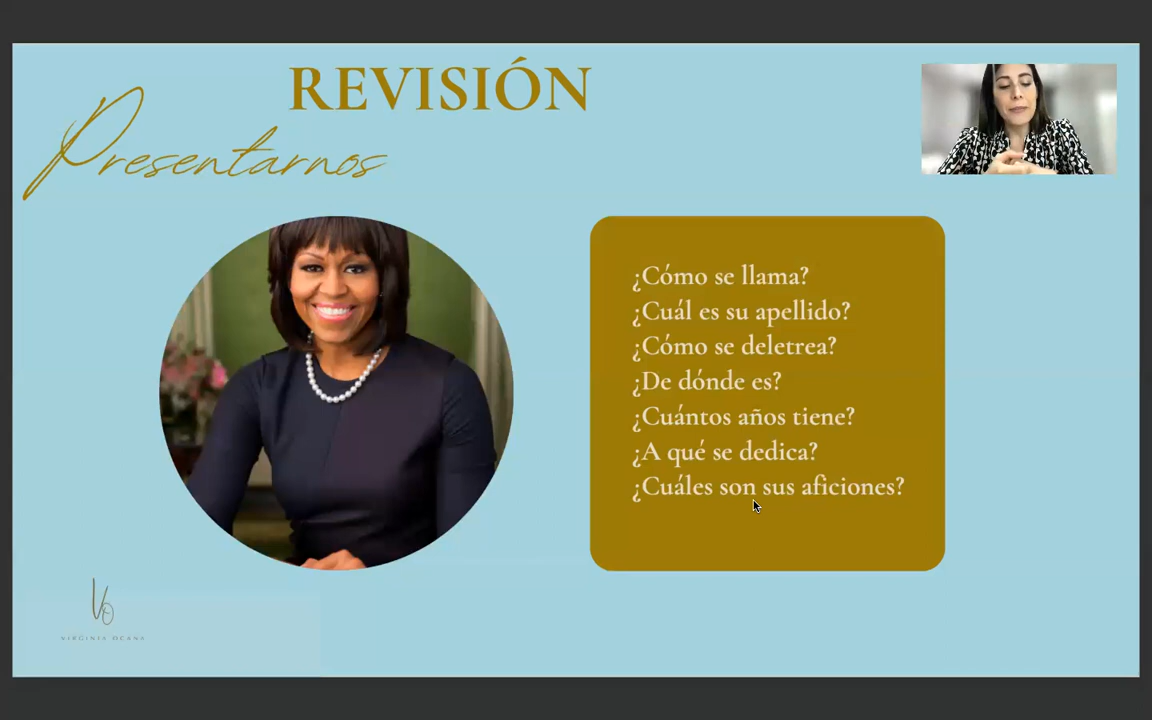 REVISIÓN
Presentarnos
¿Cómo se llama?
¿Cuál es su apellido?
¿Cómo se deletrea?
¿De dónde es?
¿Cuántos años tiene?
¿A qué se dedica?
¿Cuáles son sus aficiones?
VO
VIRGINIA OCANA